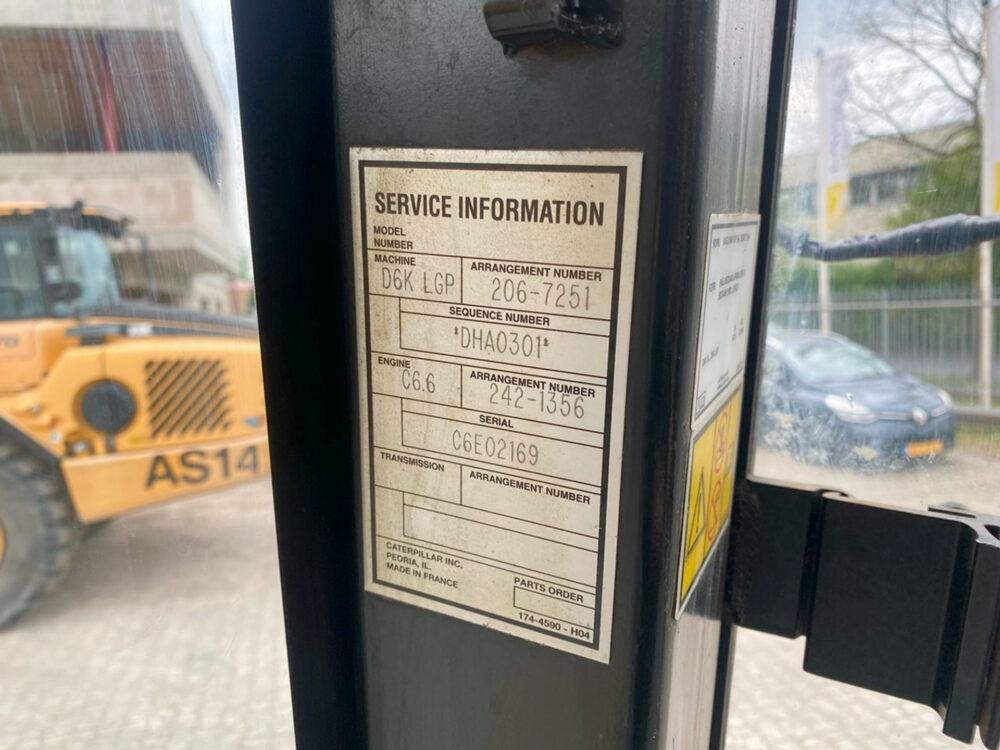 SERVICE INFORMATION
MODEL
NUMBER
MACHINE
D6K LGP
ARRANGEMENT NUMBER
206-7251
SEQUENCE NUMBER
*DHA0301*
ENGINE
C6.6
ARRANGEMENT NUMBER
242-1356
SERIAL
C6E02169
TRANSMISSION
ARRANGEMENT NUMBER
CATERPILLAR INC.
PEORIA, IL.
MADE IN FRANCE
PARTS ORDER
174-4590 - H04
AS14